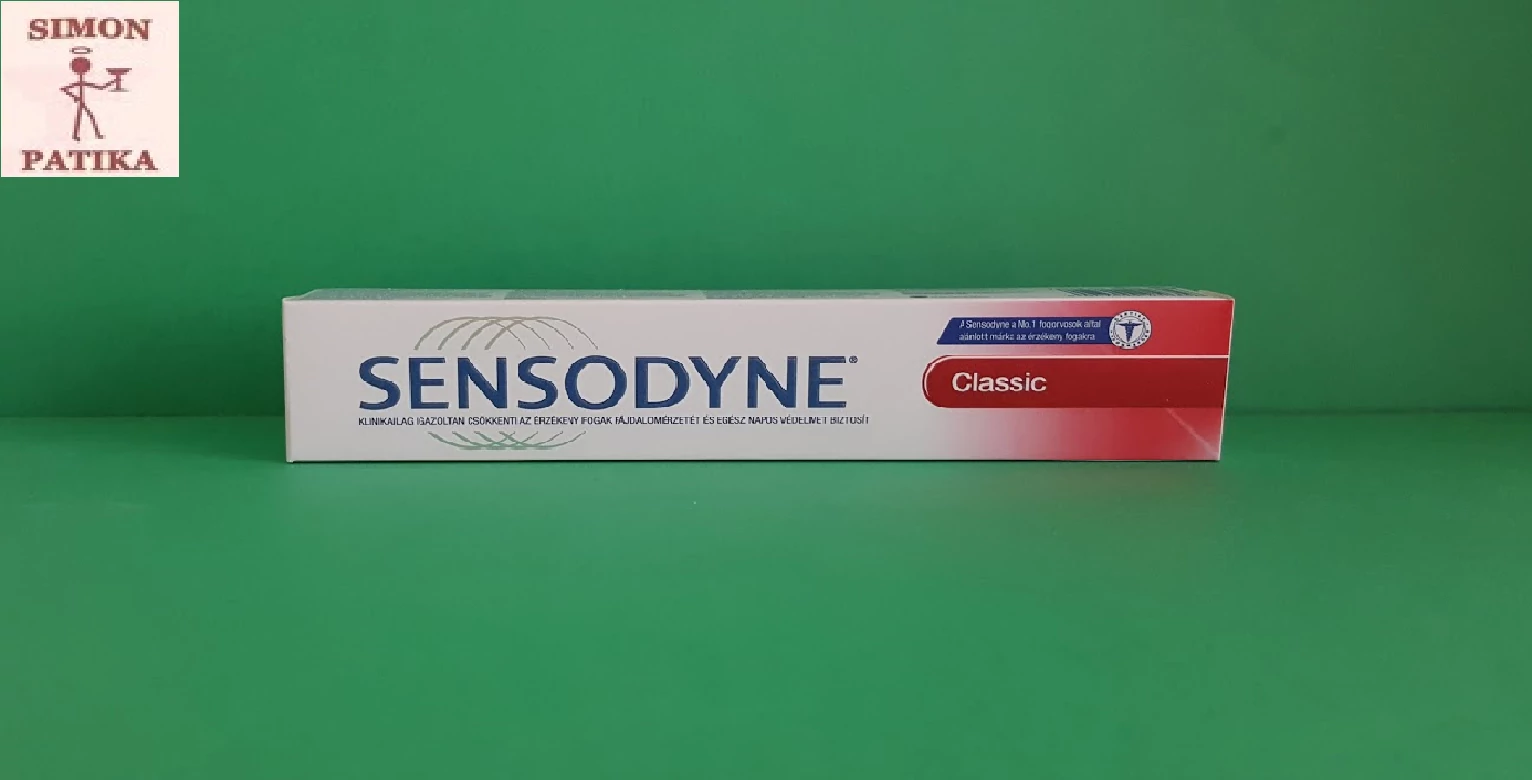 SIMON
PATIKA
A Sensodyne a No.1 fogorvosok által
ajánlott márka az érzékeny fogakra
SENSODYNE®
Classic
KLINIKAILAG IGAZOLTAN CSÖKKENTI AZ ÉRZÉKENY FOGAK FÁJDALOMÉRZETÉT ÉS EGÉSZ NAPOS VÉDELMET BIZTOSÍT